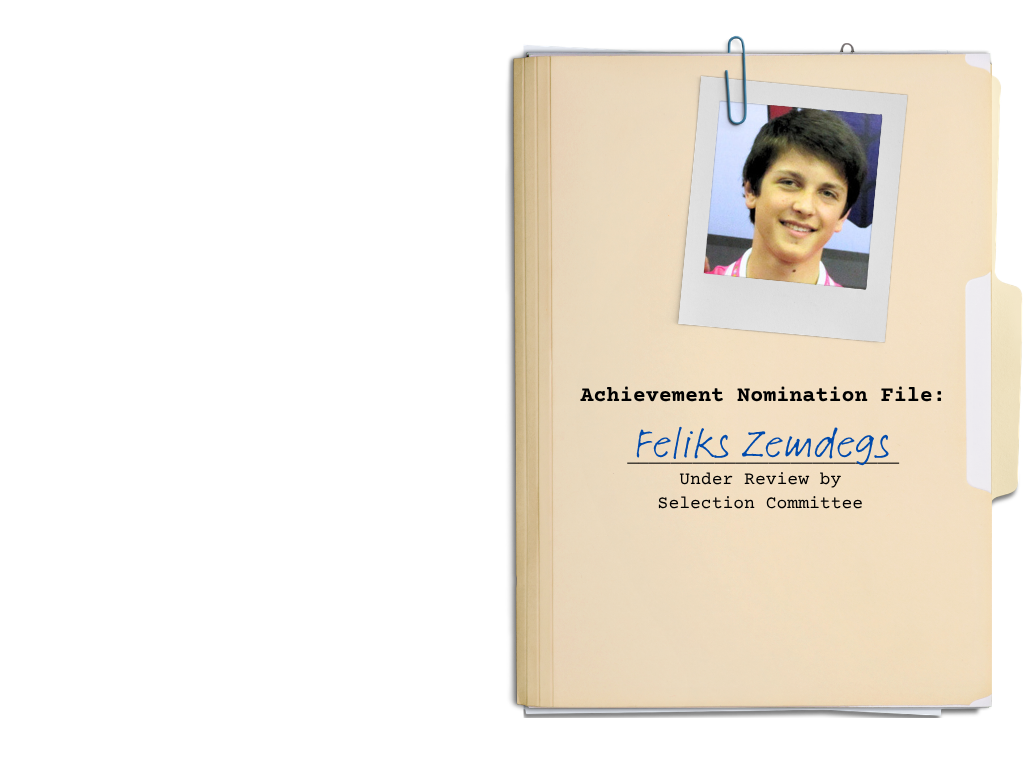 Achievement Nomination File:
Feliks Zemdegs
Under Review by
Selection Committee